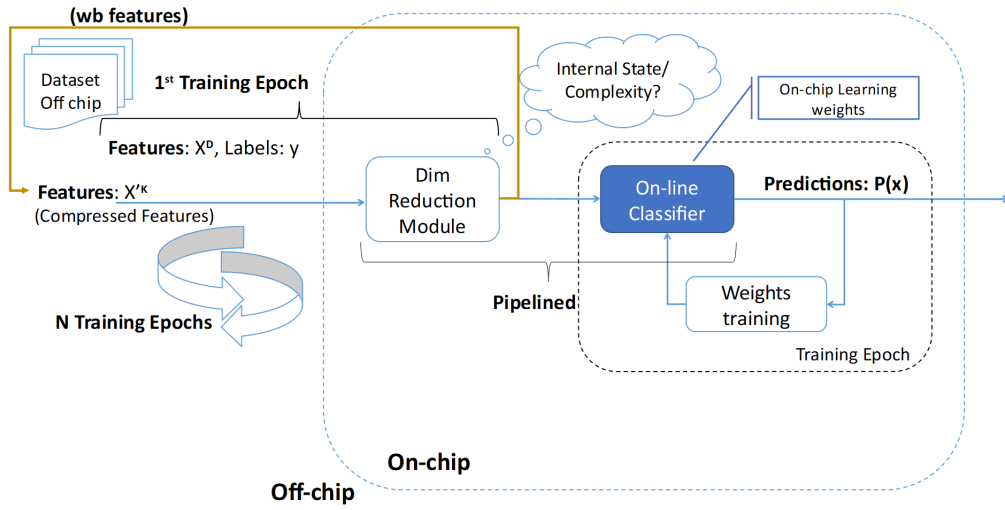 (wb features)
Dataset
Off chip
1st Training Epoch
Internal State/
Complexity?
On-chip Learning
weights
Features: Xᴰ, Labels: y
Features: X'ᴷ
(Compressed Features)
Dim
Reduction
Module
On-line
Classifier
Predictions: P(x)
Pipelined
Weights
training
N Training Epochs
Training Epoch
On-chip
Off-chip